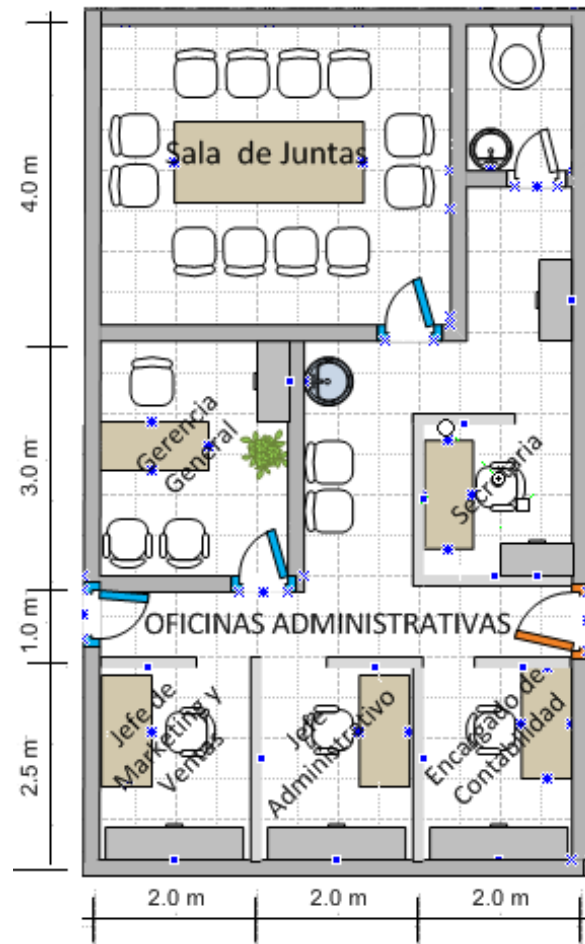 4.0 m
Sala de Juntas
3.0 m
Gerencia
General
Secretaria
1.0 m
OFICINAS ADMINISTRATIVAS
2.5 m
Jefe de
Marketing y
Ventas
Jefe
Administrativo
Encargado de
Contabilidad
2.0 m
2.0 m
2.0 m